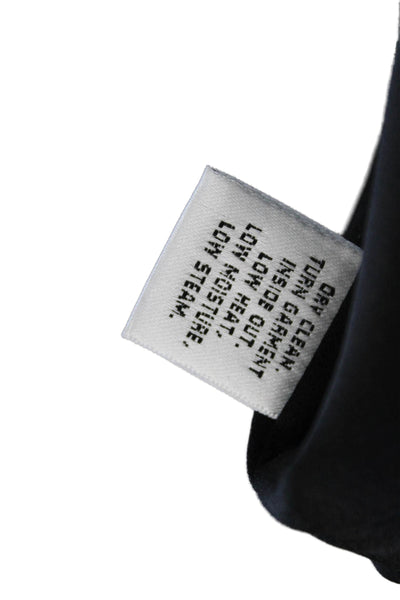 DRY CLEAN.
TURN GARMENT
INSIDE OUT.
LOW HEAT,
LOW MOISTURE,
LOW STEAM.